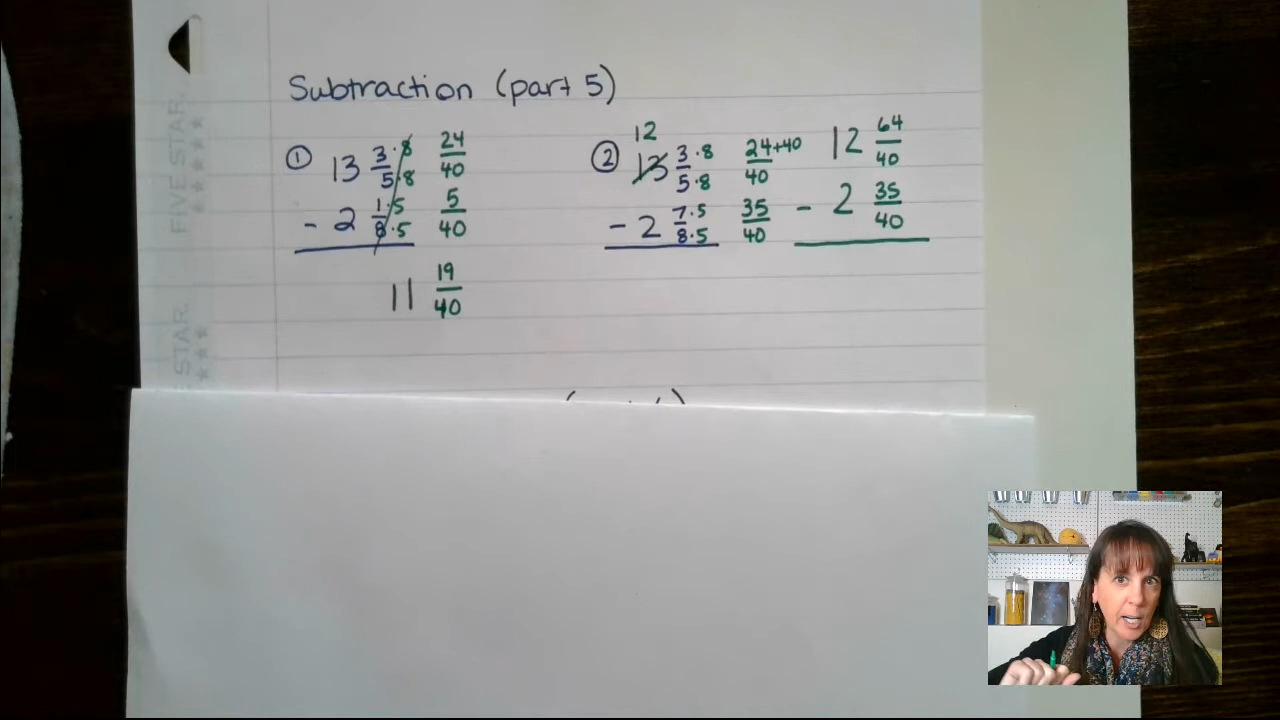 Subtraction (part 5)
① 13 3/5 ·8/·8 24/40
- 2 1/8 ·5/·5 5/40
11 19/40
12
② 13 3/5 ·8/·8 24+40/40
- 2 7/8 ·5/·5 35/40
12 64/40
- 2 35/40
FIVE STAR
STAR